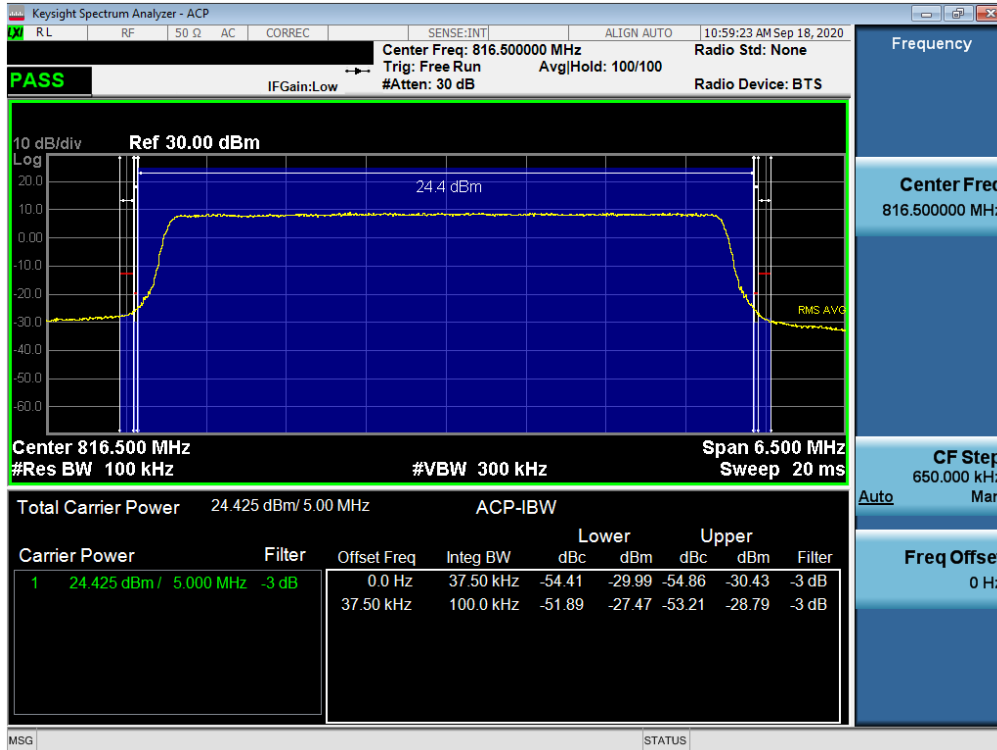 Keysight Spectrum Analyzer - ACP
LXI RL RF 50 Ω AC CORREC SENSE:INT ALIGN AUTO 10:59:23 AM Sep 18, 2020
Center Freq: 816.500000 MHz Radio Std: None
Trig: Free Run Avg|Hold: 100/100
PASS IFGain:Low #Atten: 30 dB Radio Device: BTS
Frequency
10 dB/div Ref 30.00 dBm
Log
20.0
24.4 dBm
10.0
0.00
-10.0
-20.0
RMS AVG
-30.0
-40.0
-50.0
-60.0
Center 816.500 MHz Span 6.500 MHz
#Res BW 100 kHz #VBW 300 kHz Sweep 20 ms
Center Freq
816.500000 MHz
CF Step
650.000 kHz
Auto Man
Freq Offset
0 Hz
Total Carrier Power 24.425 dBm/ 5.00 MHz ACP-IBW
Lower Upper
Carrier Power Filter Offset Freq Integ BW dBc dBm dBc dBm Filter
1 24.425 dBm / 5.000 MHz -3 dB 0.0 Hz 37.50 kHz -54.41 -29.99 -54.86 -30.43 -3 dB
37.50 kHz 100.0 kHz -51.89 -27.47 -53.21 -28.79 -3 dB
MSG STATUS